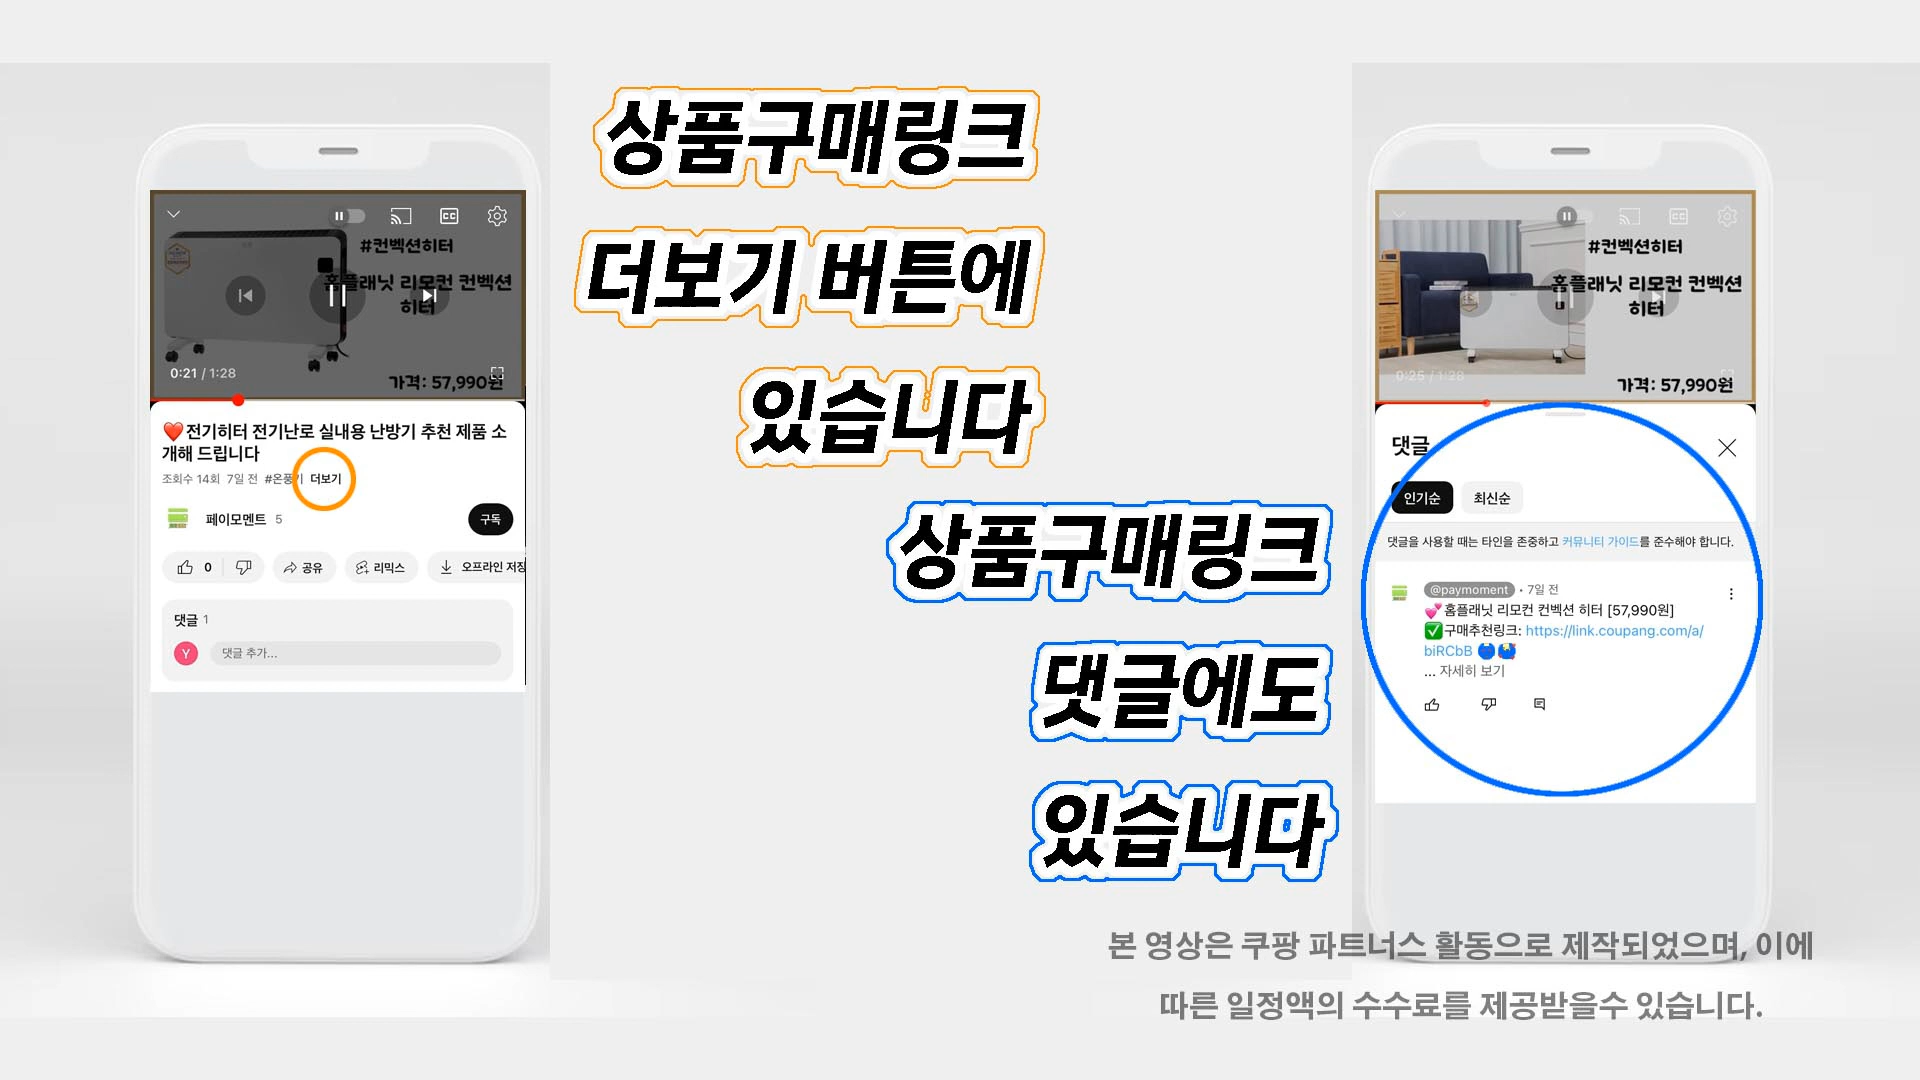 상품구매링크
더보기 버튼에
있습니다
상품구매링크
댓글에도
있습니다
#컨벡션히터
홈플래닛 리모컨 컨벡션
히터
0:21 / 1:28
가격: 57,990원
❤️전기히터 전기난로 실내용 난방기 추천 제품 소
개해 드립니다
조회수 14회 7일 전 #온풍기 더보기
페이모멘트 5
구독
0
공유
리믹스
오프라인 저장
댓글 1
Y
댓글 추가...
#컨벡션히터
홈플래닛 리모컨 컨벡션
히터
0:25 / 1:28
가격: 57,990원
댓글
인기순 최신순
댓글을 사용할 때는 타인을 존중하고 커뮤니티 가이드를 준수해야 합니다.
@paymoment • 7일 전
💕홈플래닛 리모컨 컨벡션 히터 [57,990원]
✅구매추천링크: https://link.coupang.com/a/
biRCbB
... 자세히 보기
본 영상은 쿠팡 파트너스 활동으로 제작되었으며, 이에
따른 일정액의 수수료를 제공받을수 있습니다.